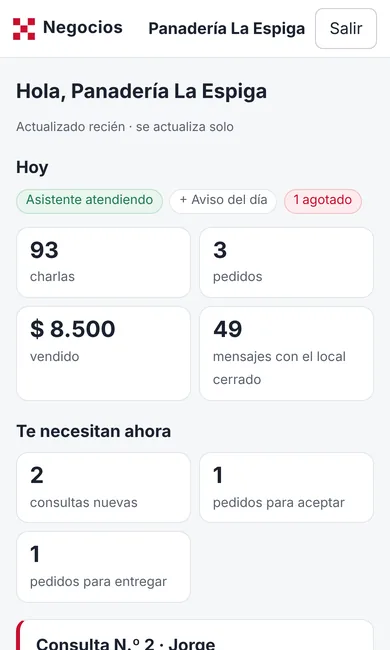 Negocios
Panadería La Espiga
Salir
Hola, Panadería La Espiga
Actualizado recién · se actualiza solo
Hoy
Asistente atendiendo
+ Aviso del día
1 agotado
93
charlas
3
pedidos
$ 8.500
vendido
49
mensajes con el local
cerrado
Te necesitan ahora
2
consultas nuevas
1
pedidos para aceptar
1
pedidos para entregar
Consulta N.º 2 · Jorge